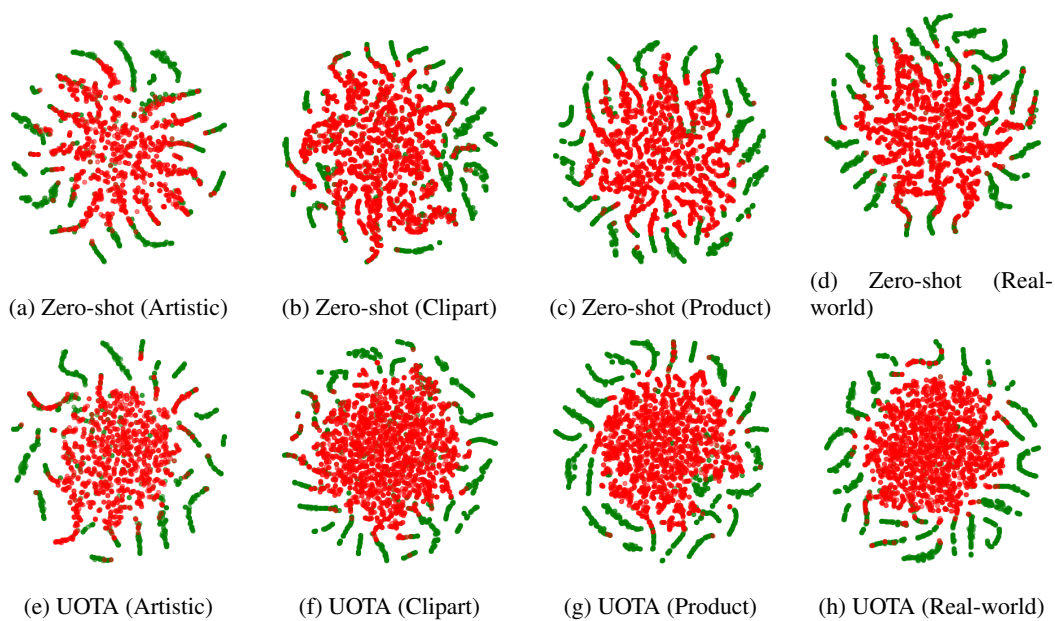 (a) Zero-shot (Artistic)
(b) Zero-shot (Clipart)
(c) Zero-shot (Product)
(d) Zero-shot (Real-
world)
(e) UOTA (Artistic)
(f) UOTA (Clipart)
(g) UOTA (Product)
(h) UOTA (Real-world)